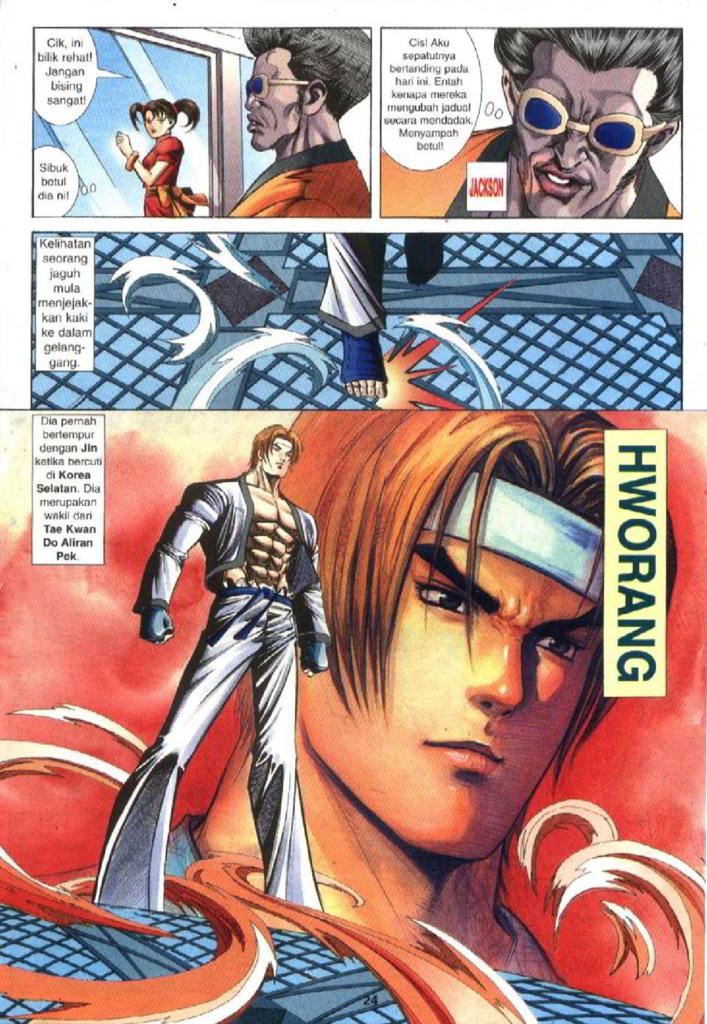 Cik, ini
bilik rehat!
Jangan
bising
sangat!
Sibuk
betul
dia ni!
Cis! Aku
sepatutnya
bertanding pada
hari ini. Entah
kenapa mereka
mengubah jadual
secara mendadak.
Menyampah
betul!
JACKSON
Kelihatan
seorang
jaguh
mula
menjejak-
kan kaki
ke dalam
gelang-
gang.
Dia pernah
bertempur
dengan Jin
ketika bercuti
di Korea
Selatan. Dia
merupakan
wakil dari
Tae Kwan
Do Aliran
Pek.
HWORANG
24